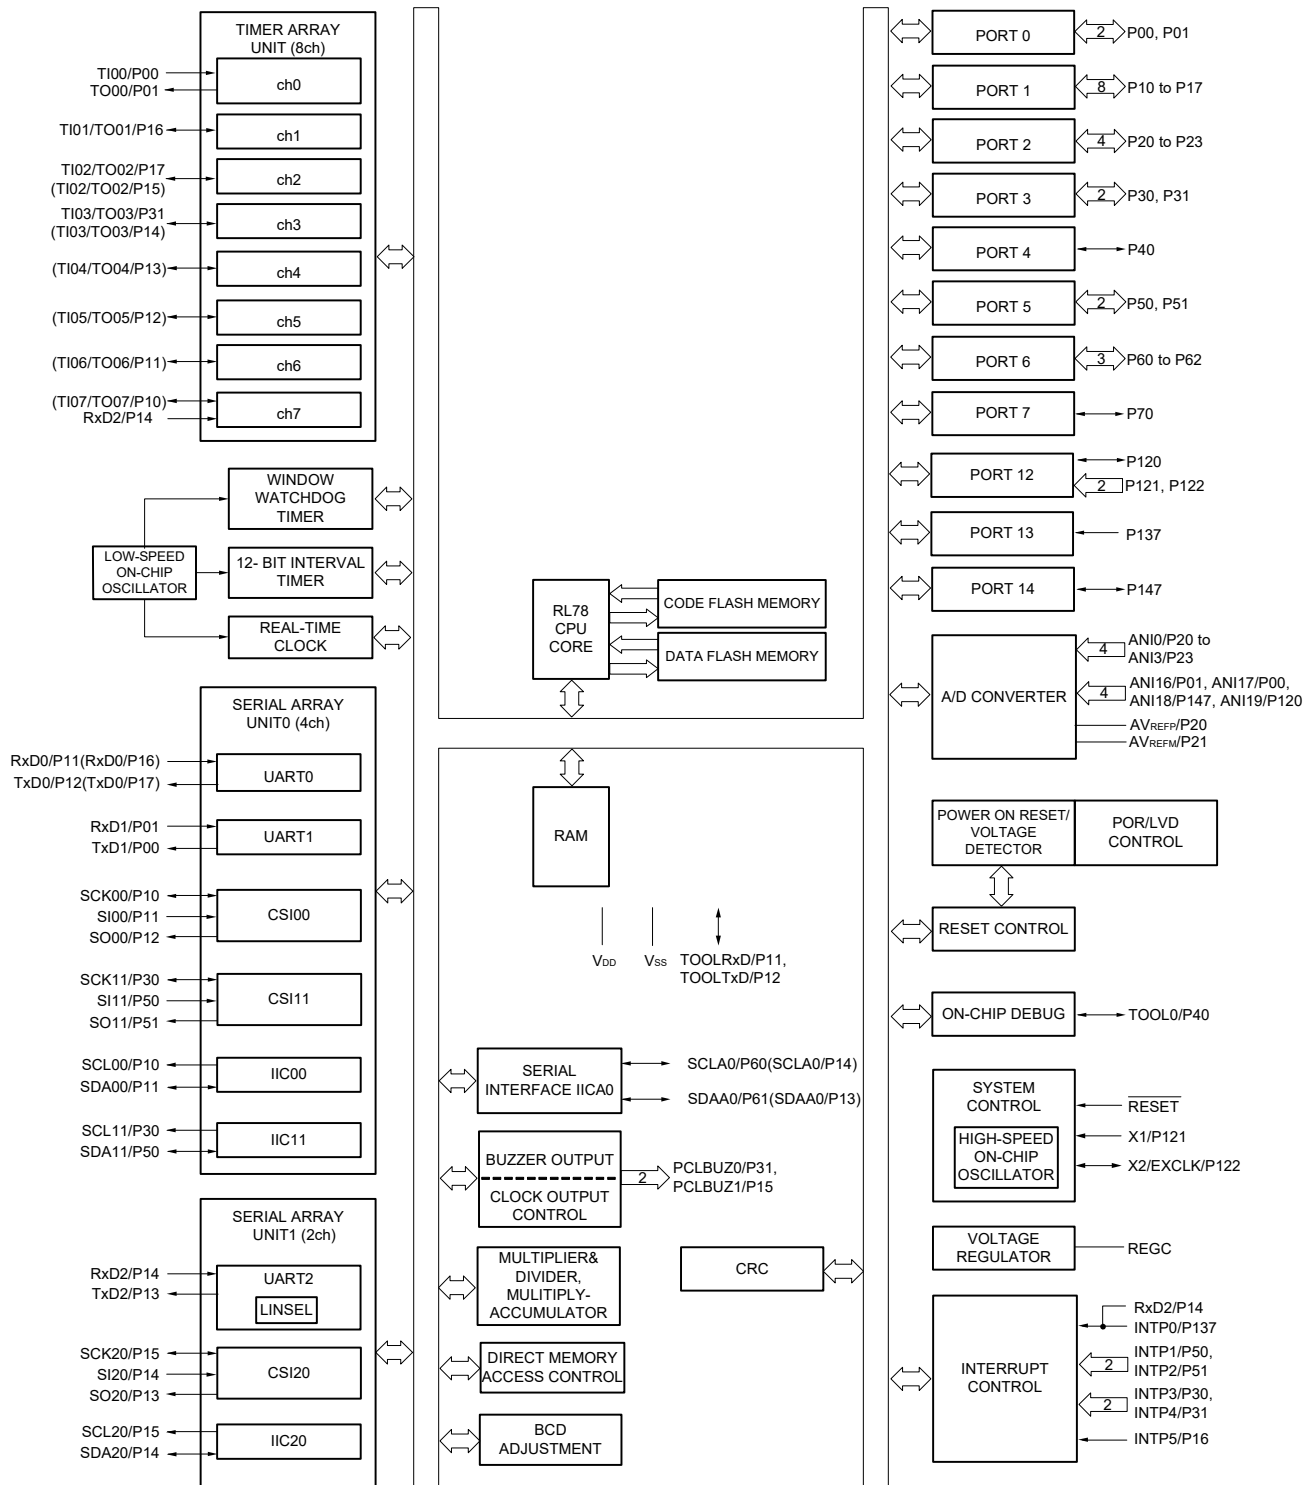 TIMER ARRAY
UNIT (8ch)
TI00/P00
TO00/P01
ch0
TI01/TO01/P16
ch1
TI02/TO02/P17
(TI02/TO02/P15)
ch2
TI03/TO03/P31
(TI03/TO03/P14)
ch3
(TI04/TO04/P13)
ch4
(TI05/TO05/P12)
ch5
(TI06/TO06/P11)
ch6
(TI07/TO07/P10)
RxD2/P14
ch7
WINDOW
WATCHDOG
TIMER
LOW-SPEED
ON-CHIP
OSCILLATOR
12- BIT INTERVAL
TIMER
REAL-TIME
CLOCK
SERIAL ARRAY
UNIT0 (4ch)
RxD0/P11(RxD0/P16)
TxD0/P12(TxD0/P17)
UART0
RxD1/P01
TxD1/P00
UART1
SCK00/P10
SI00/P11
SO00/P12
CSI00
SCK11/P30
SI11/P50
SO11/P51
CSI11
SCL00/P10
SDA00/P11
IIC00
SCL11/P30
SDA11/P50
IIC11
SERIAL ARRAY
UNIT1 (2ch)
RxD2/P14
TxD2/P13
UART2
LINSEL
SCK20/P15
SI20/P14
SO20/P13
CSI20
SCL20/P15
SDA20/P14
IIC20
RL78
CPU
CORE
CODE FLASH MEMORY
DATA FLASH MEMORY
RAM
VDD
VSS
TOOLRxD/P11,
TOOLTxD/P12
SERIAL
INTERFACE IICA0
SCLA0/P60(SCLA0/P14)
SDAA0/P61(SDAA0/P13)
BUZZER OUTPUT
CLOCK OUTPUT
CONTROL
2
PCLBUZ0/P31,
PCLBUZ1/P15
MULTIPLIER&
DIVIDER,
MULITIPLY-
ACCUMULATOR
CRC
DIRECT MEMORY
ACCESS CONTROL
BCD
ADJUSTMENT
PORT 0
2
P00, P01
PORT 1
8
P10 to P17
PORT 2
4
P20 to P23
PORT 3
2
P30, P31
PORT 4
P40
PORT 5
2
P50, P51
PORT 6
3
P60 to P62
PORT 7
P70
PORT 12
P120
2
P121, P122
PORT 13
P137
PORT 14
P147
A/D CONVERTER
4
ANI0/P20 to
ANI3/P23
4
ANI16/P01, ANI17/P00,
ANI18/P147, ANI19/P120
AVREFP/P20
AVREFM/P21
POWER ON RESET/
VOLTAGE
DETECTOR
POR/LVD
CONTROL
RESET CONTROL
ON-CHIP DEBUG
TOOL0/P40
SYSTEM
CONTROL
HIGH-SPEED
ON-CHIP
OSCILLATOR
RESET
X1/P121
X2/EXCLK/P122
VOLTAGE
REGULATOR
REGC
INTERRUPT
CONTROL
RxD2/P14
INTP0/P137
2
INTP1/P50,
INTP2/P51
2
INTP3/P30,
INTP4/P31
INTP5/P16